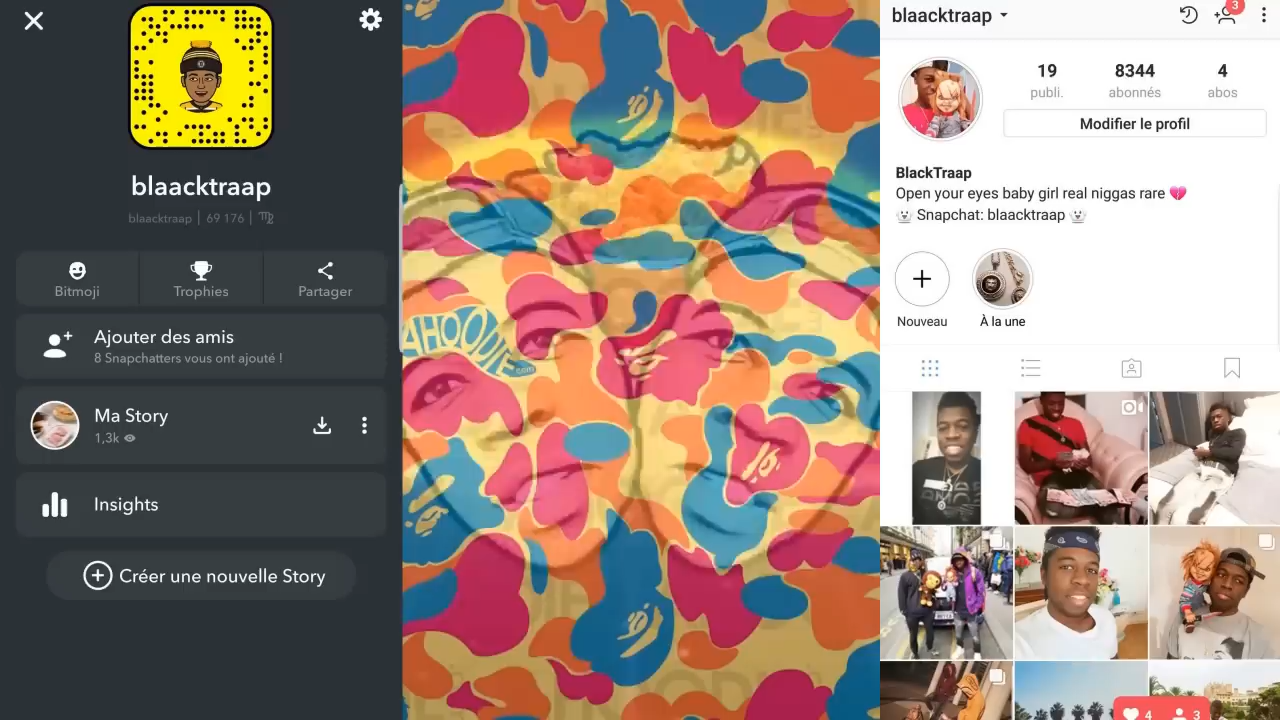 blaacktraap
blaacktraap | 69 176 |
Bitmoji
Trophies
Partager
Ajouter des amis
8 Snapchatters vous ont ajouté !
Ma Story
1,3k
Insights
Créer une nouvelle Story
AHOODIE
.com
blaacktraap
3
19
8344
4
publi.
abonnés
abos
Modifier le profil
BlackTraap
Open your eyes baby girl real niggas rare 💔
Snapchat: blaacktraap
Nouveau
À la une
4
3